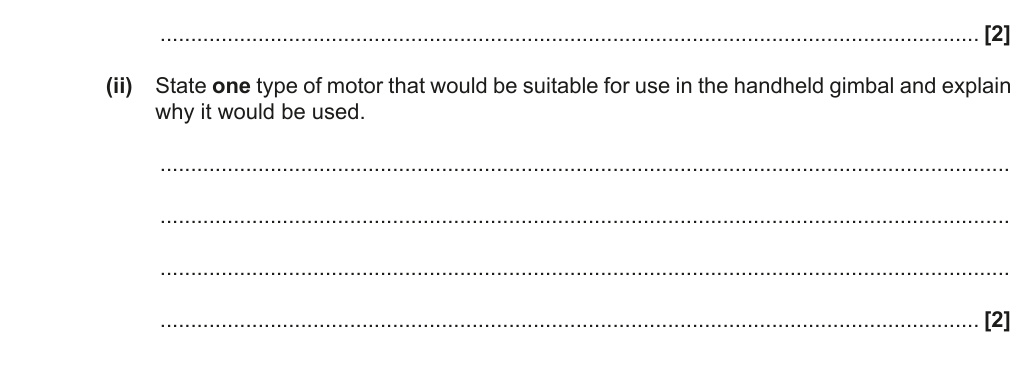 .................................................................................................................................... [2]
(ii) State one type of motor that would be suitable for use in the handheld gimbal and explain
why it would be used.
..........................................................................................................................................
..........................................................................................................................................
..........................................................................................................................................
.................................................................................................................................... [2]